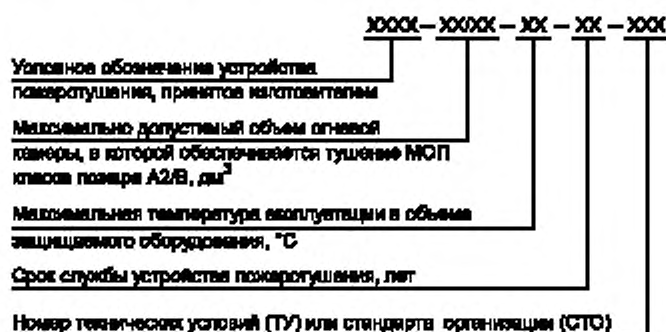 XXXX – XX/XX – XX – XX – XXX
Условное обозначение устройства
пожаротушения, принятое изготовителем
Максимально допустимый объем огневой
камеры, в которой обеспечивается тушение МОП
класса пожара А2/В, дм³
Максимальная температура эксплуатации в объеме
защищаемого оборудования, °С
Срок службы устройства пожаротушения, лет
Номер технических условий (ТУ) или стандарта организации (СТО)